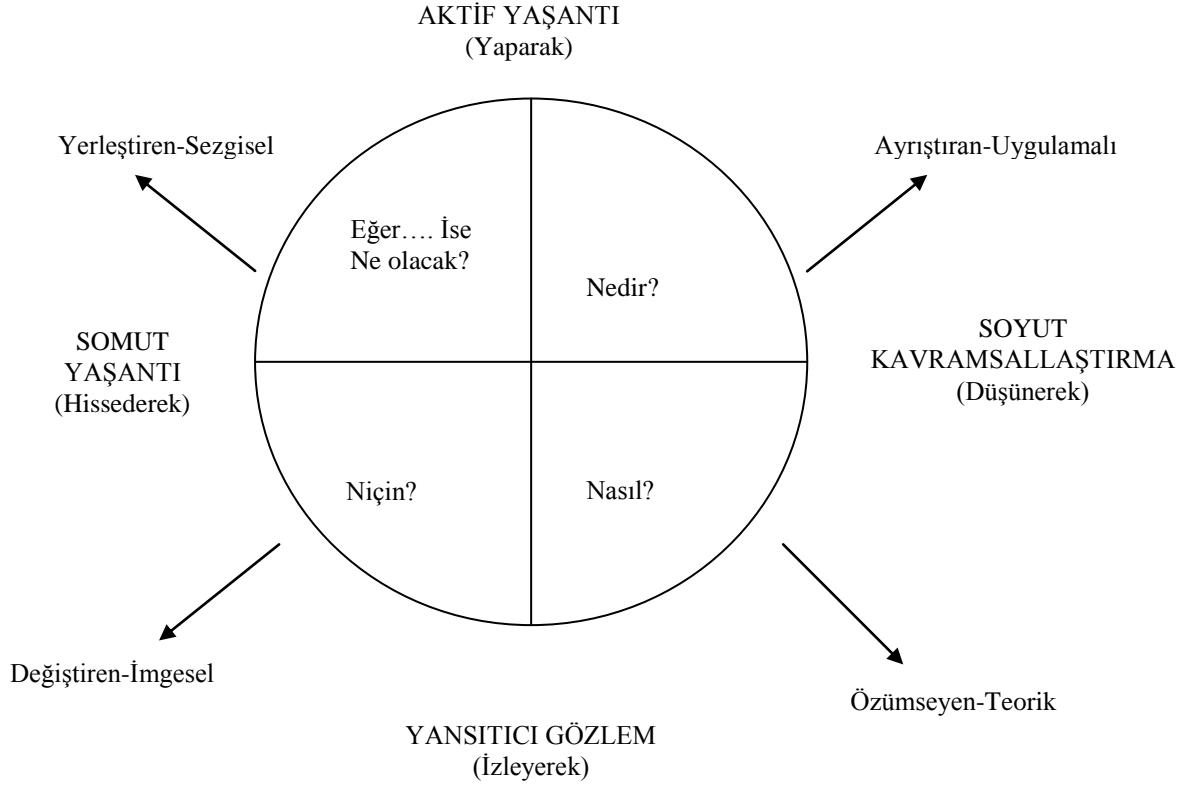 AKTİF YAŞANTI
(Yaparak)
Yerleştiren-Sezgisel
Ayrıştıran-Uygulamalı
Eğer…. İse
Ne olacak?
Nedir?
SOMUT
YAŞANTI
(Hissederek)
SOYUT
KAVRAMSALLAŞTIRMA
(Düşünerek)
Niçin?
Nasıl?
Değiştiren-İmgesel
Özümseyen-Teorik
YANSITICI GÖZLEM
(İzleyerek)